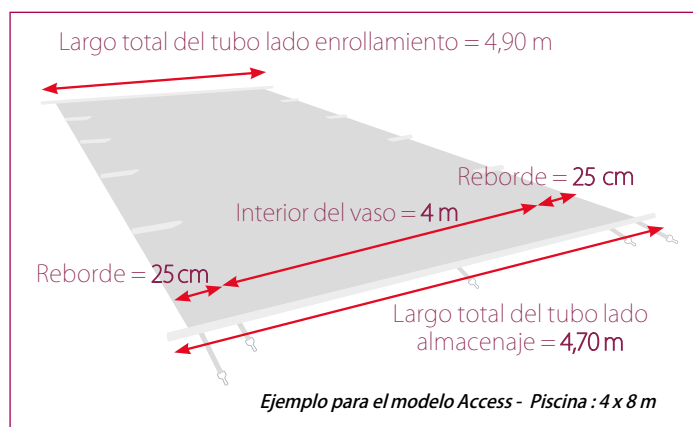 Largo total del tubo lado enrollamiento = 4,90 m
Reborde = 25 cm
Interior del vaso = 4 m
Reborde = 25 cm
Largo total del tubo lado
almacenaje = 4,70 m
Ejemplo para el modelo Access - Piscina : 4 x 8 m